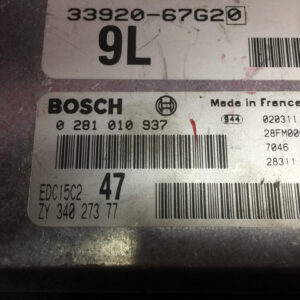 33920-67G20
9L
BOSCH
Made in France
0 281 010 937
944 020311
28FM00
7046
28311
EDC15C2 47
ZY 340 273 77